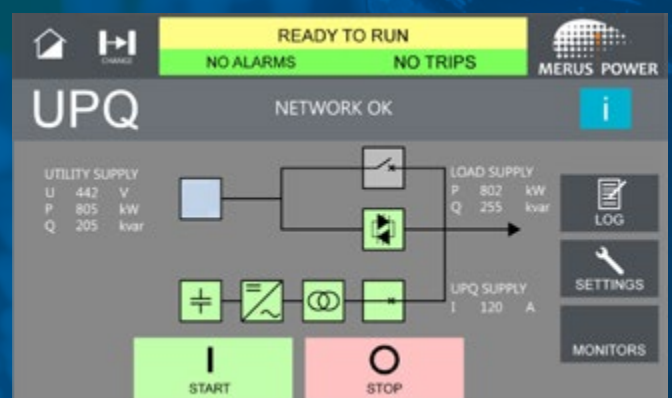 READY TO RUN
NO ALARMS NO TRIPS
CHANGE
MERUS POWER
UPQ
NETWORK OK
i
UTILITY SUPPLY
U 442 V
P 805 kW
Q 205 kvar
LOAD SUPPLY
P 802 kW
Q 255 kvar
LOG
SETTINGS
UPQ SUPPLY
I 120 A
MONITORS
START
STOP